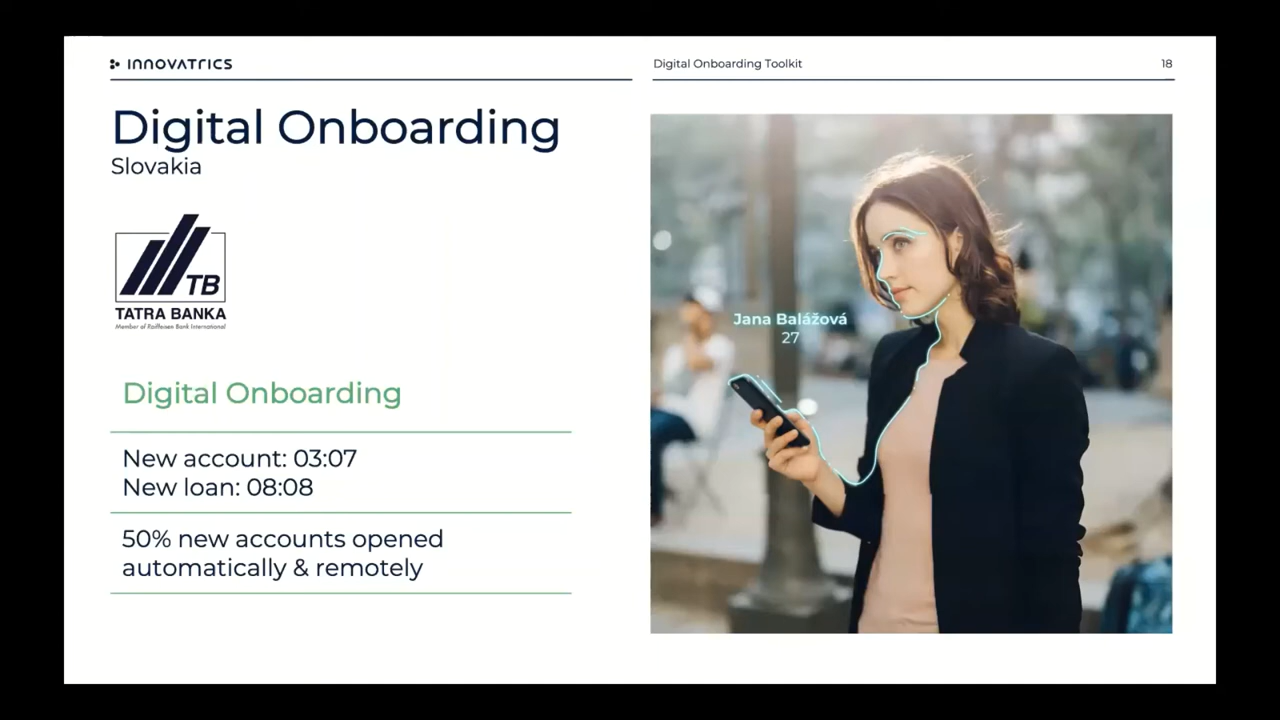 INNOVATRICS
Digital Onboarding Toolkit
18
Digital Onboarding
Slovakia
TB
TATRA BANKA
Member of Raiffeisen Bank International
Digital Onboarding
New account: 03:07
New loan: 08:08
50% new accounts opened
automatically & remotely
Jana Balážová
27